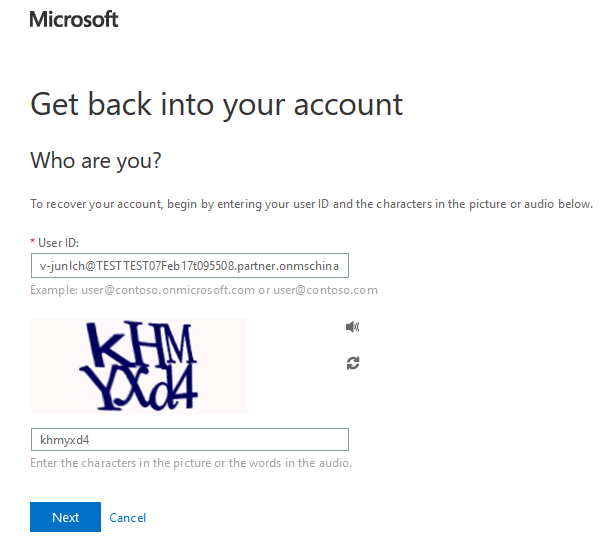 Microsoft
Get back into your account
Who are you?
To recover your account, begin by entering your user ID and the characters in the picture or audio below.
* User ID:
v-junlch@TESTTEST07Feb17t095508.partner.onmschina
Example: user@contoso.onmicrosoft.com or user@contoso.com
kHM
YXd4
khmyxd4
Enter the characters in the picture or the words in the audio.
Next Cancel